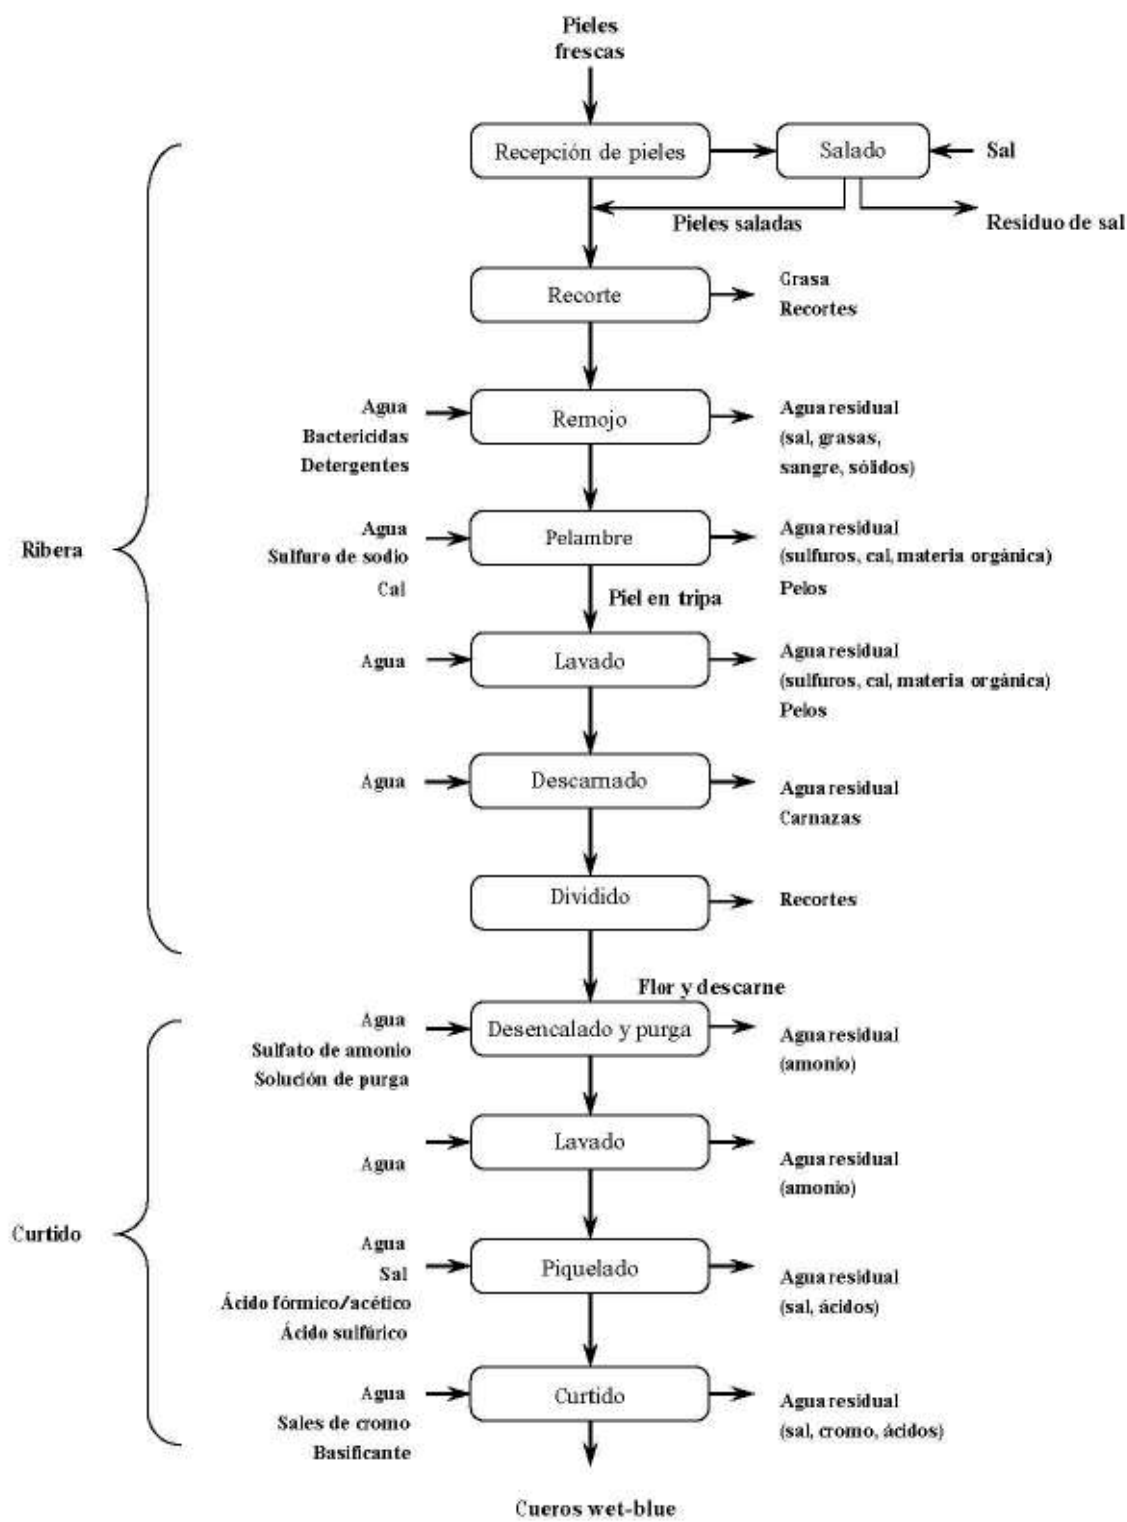 Pieles
frescas
Recepción de pieles
Salado
Sal
Pieles saladas
Residuo de sal
Recorte
Grasa
Recortes
Agua
Bactericidas
Detergentes
Remojo
Agua residual
(sal, grasas,
sangre, sólidos)
Ribera
Agua
Sulfuro de sodio
Cal
Pelambre
Agua residual
(sulfuros, cal, materia orgánica)
Pelos
Piel en tripa
Agua
Lavado
Agua residual
(sulfuros, cal, materia orgánica)
Pelos
Agua
Descarnado
Agua residual
Carnazas
Dividido
Recortes
Flor y descarne
Agua
Sulfato de amonio
Solución de purga
Desencalado y purga
Agua residual
(amonio)
Agua
Lavado
Agua residual
(amonio)
Curtido
Agua
Sal
Ácido fórmico/acético
Ácido sulfúrico
Piquelado
Agua residual
(sal, ácidos)
Agua
Sales de cromo
Basificante
Curtido
Agua residual
(sal, cromo, ácidos)
Cueros wet-blue